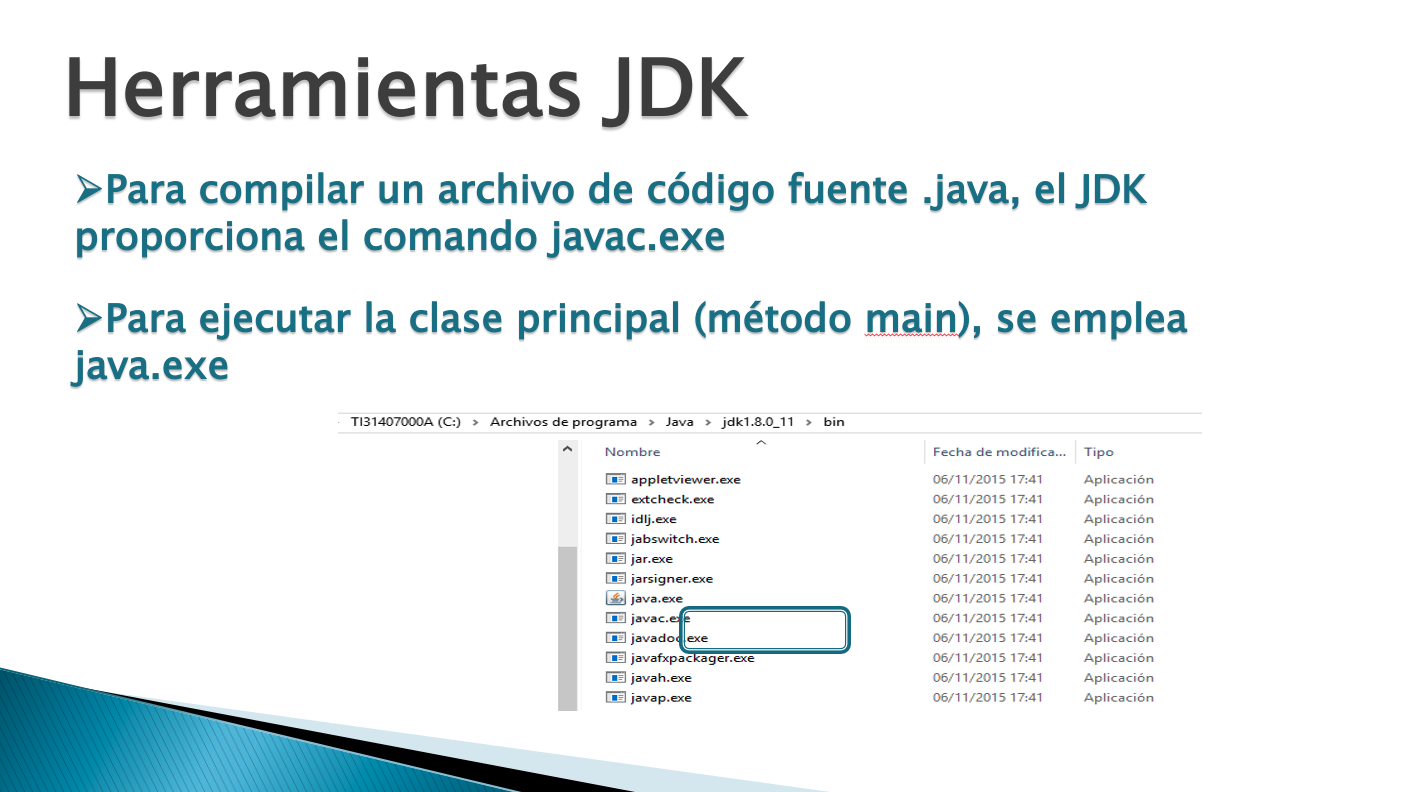 Herramientas JDK
➢Para compilar un archivo de código fuente .java, el JDK
proporciona el comando javac.exe
➢Para ejecutar la clase principal (método main), se emplea
java.exe
TI31407000A (C:) > Archivos de programa > Java > jdk1.8.0_11 > bin
Nombre Fecha de modifica... Tipo
appletviewer.exe 06/11/2015 17:41 Aplicación
extcheck.exe 06/11/2015 17:41 Aplicación
idlj.exe 06/11/2015 17:41 Aplicación
jabswitch.exe 06/11/2015 17:41 Aplicación
jar.exe 06/11/2015 17:41 Aplicación
jarsigner.exe 06/11/2015 17:41 Aplicación
java.exe 06/11/2015 17:41 Aplicación
javac.exe 06/11/2015 17:41 Aplicación
javadoc.exe 06/11/2015 17:41 Aplicación
javafxpackager.exe 06/11/2015 17:41 Aplicación
javah.exe 06/11/2015 17:41 Aplicación
javap.exe 06/11/2015 17:41 Aplicación